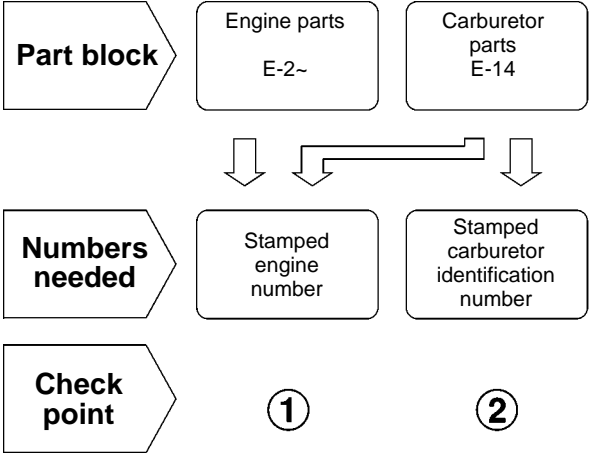 Part block
Engine parts
E-2~
Carburetor
parts
E-14
Numbers
needed
Stamped
engine
number
Stamped
carburetor
identification
number
Check
point
①
②